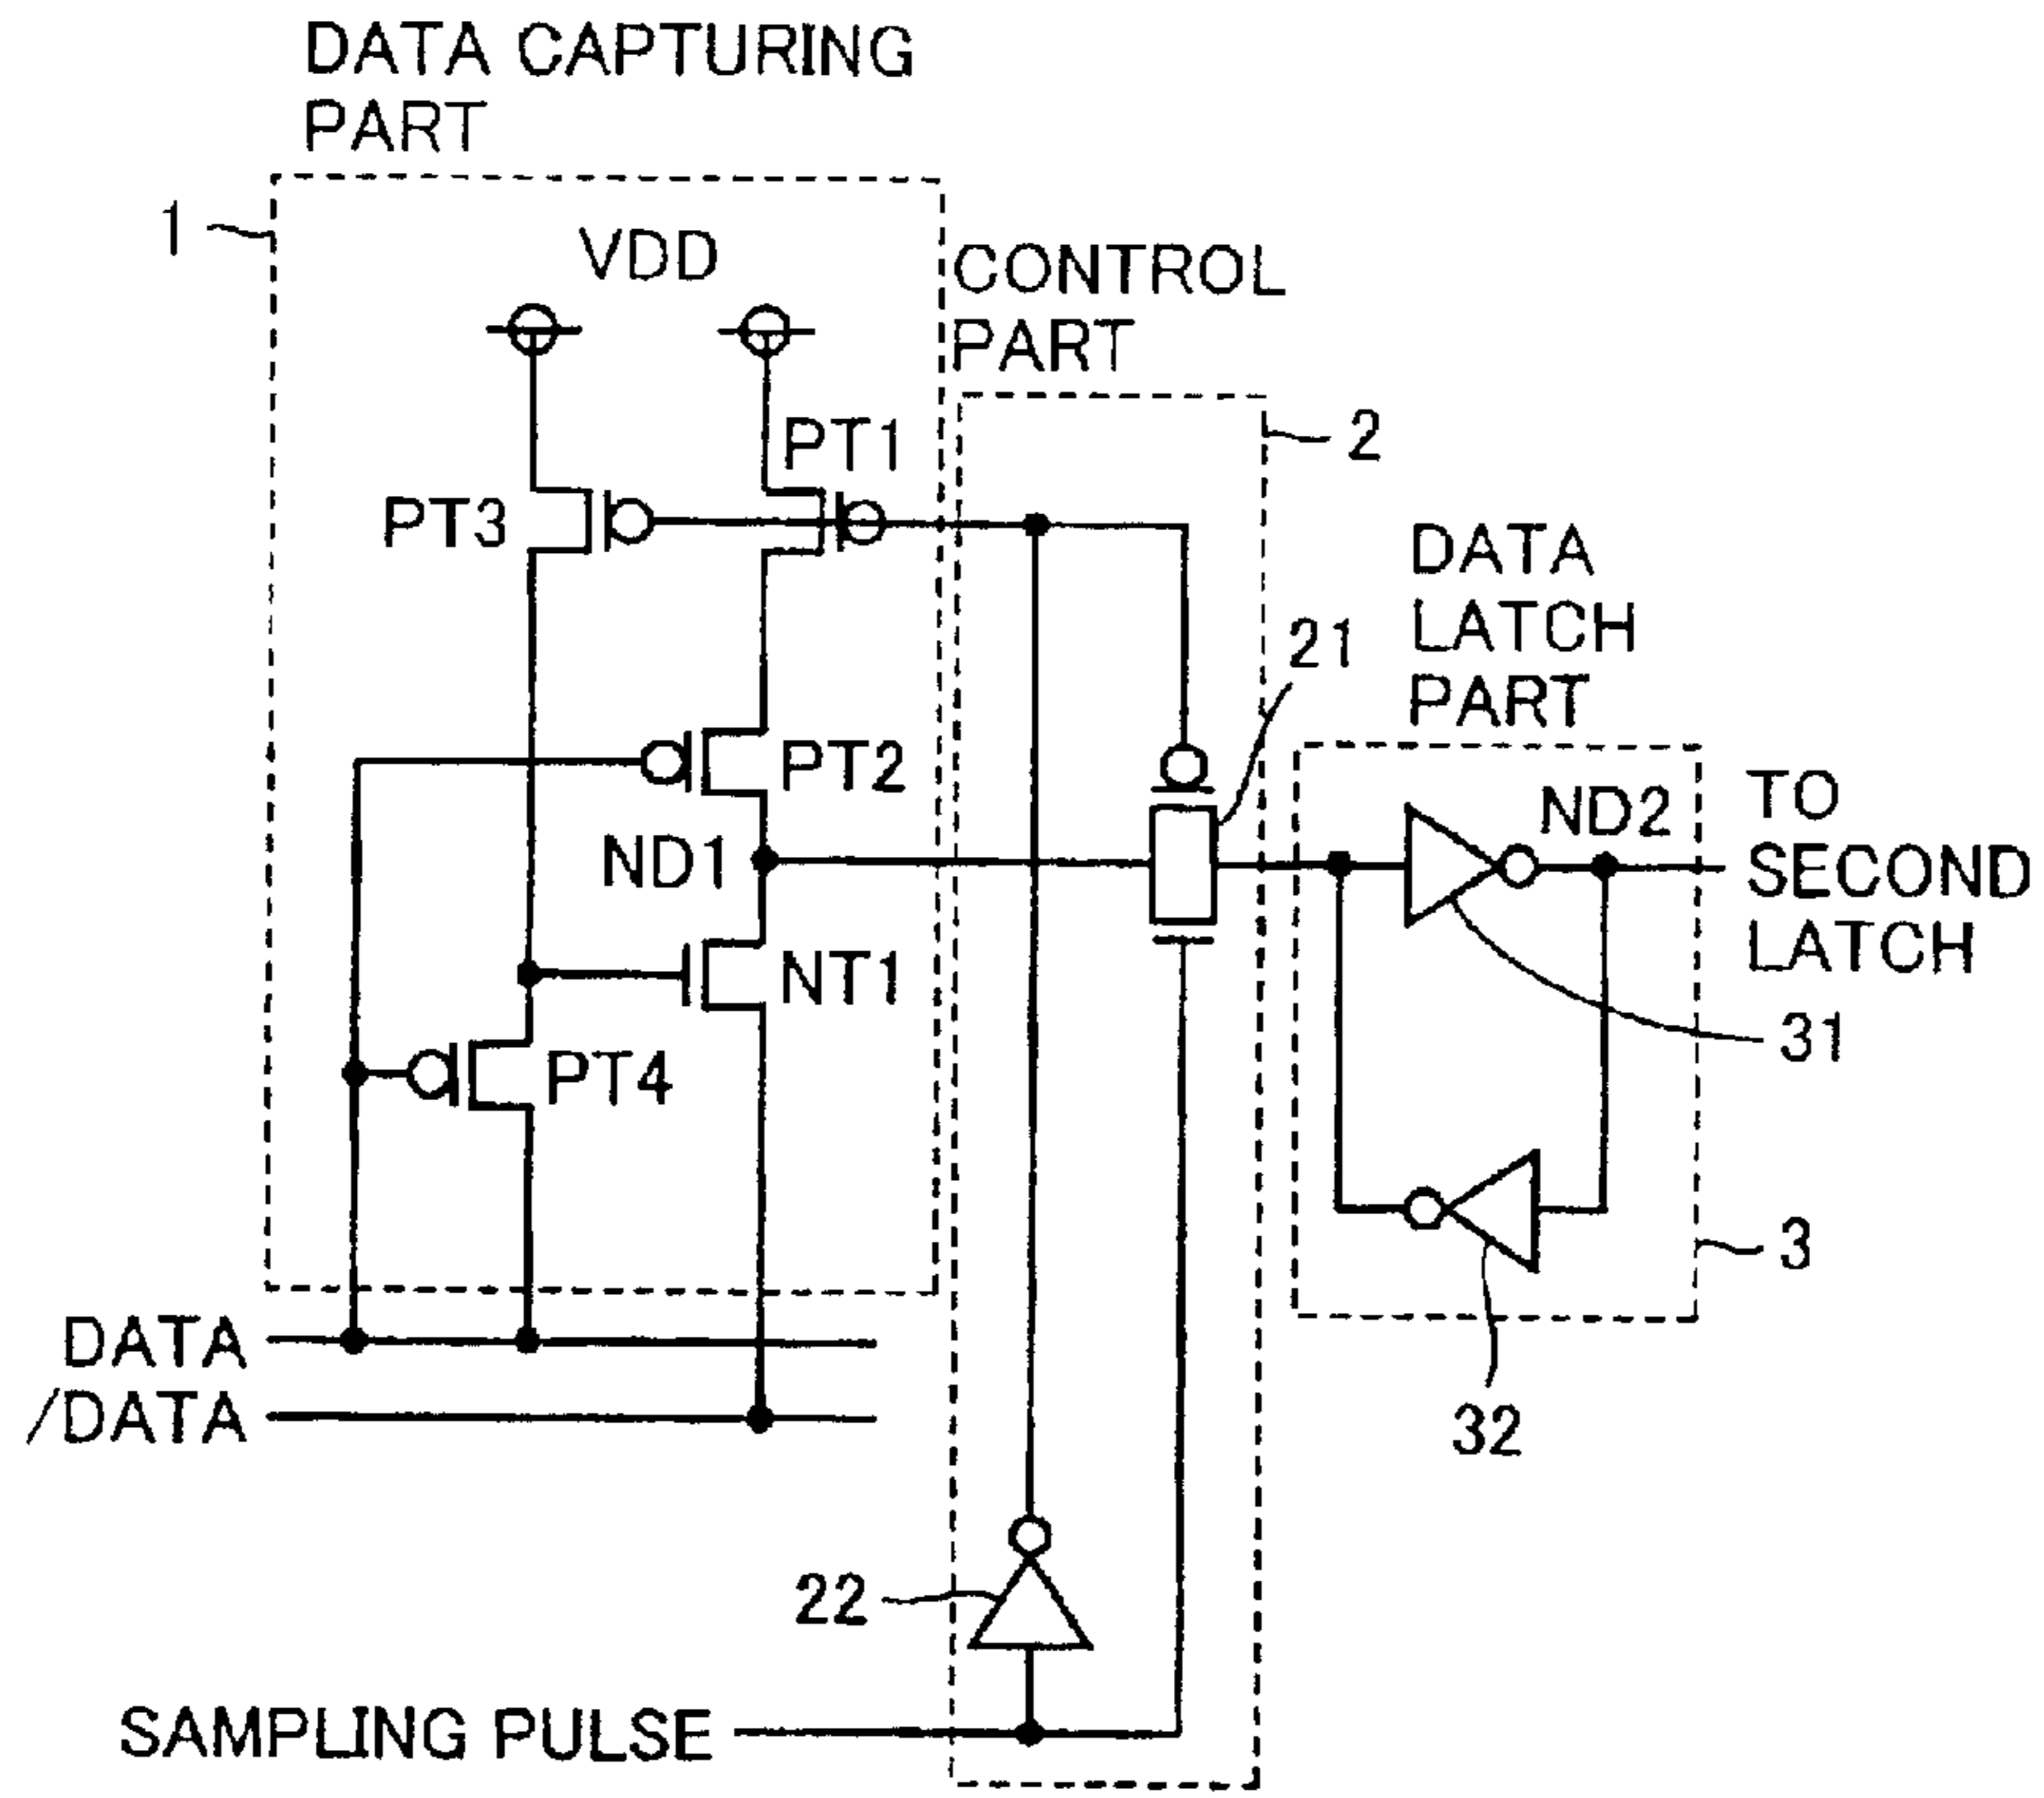 DATA CAPTURING
PART
1
VDD
CONTROL
PART
PT1
2
PT3
DATA
LATCH
PART
21
PT2
ND2
TO
SECOND
LATCH
ND1
NT1
31
PT4
3
DATA
/DATA
32
22
SAMPLING PULSE